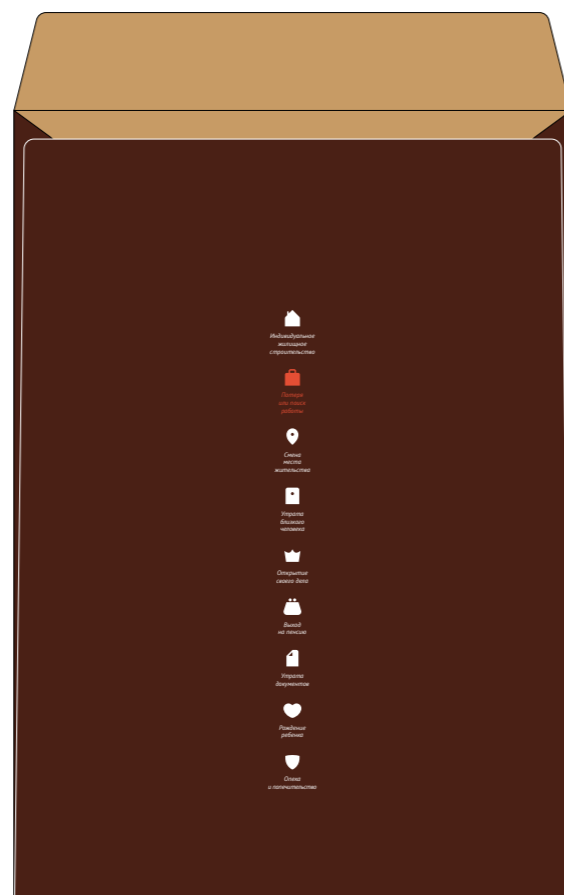 Индивидуальное
жилищное
строительство
Потеря
или поиск
работы
Смена
места
жительства
Утрата
близкого
человека
Открытие
своего дела
Выход
на пенсию
Утрата
документов
Рождение
ребенка
Опека
и попечительство